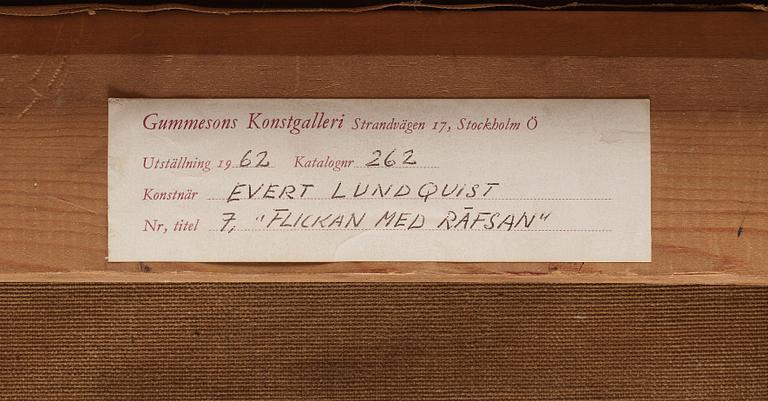 Gummesons Konstgalleri Strandvägen 17, Stockholm Ö
Utställning 1962 Katalognr 262
Konstnär EVERT LUNDQUIST
Nr, titel 7, "FLICKAN MED RÄFSAN"